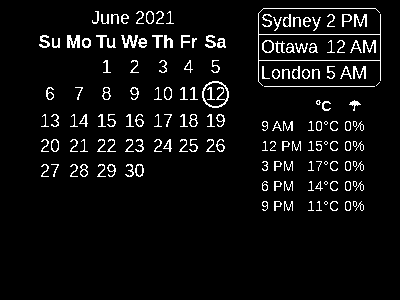 June 2021
Su Mo Tu We Th Fr Sa
1 2 3 4 5
6 7 8 9 10 11 12
13 14 15 16 17 18 19
20 21 22 23 24 25 26
27 28 29 30
Sydney 2 PM
Ottawa 12 AM
London 5 AM
°C ☂
9 AM 10°C 0%
12 PM 15°C 0%
3 PM 17°C 0%
6 PM 14°C 0%
9 PM 11°C 0%